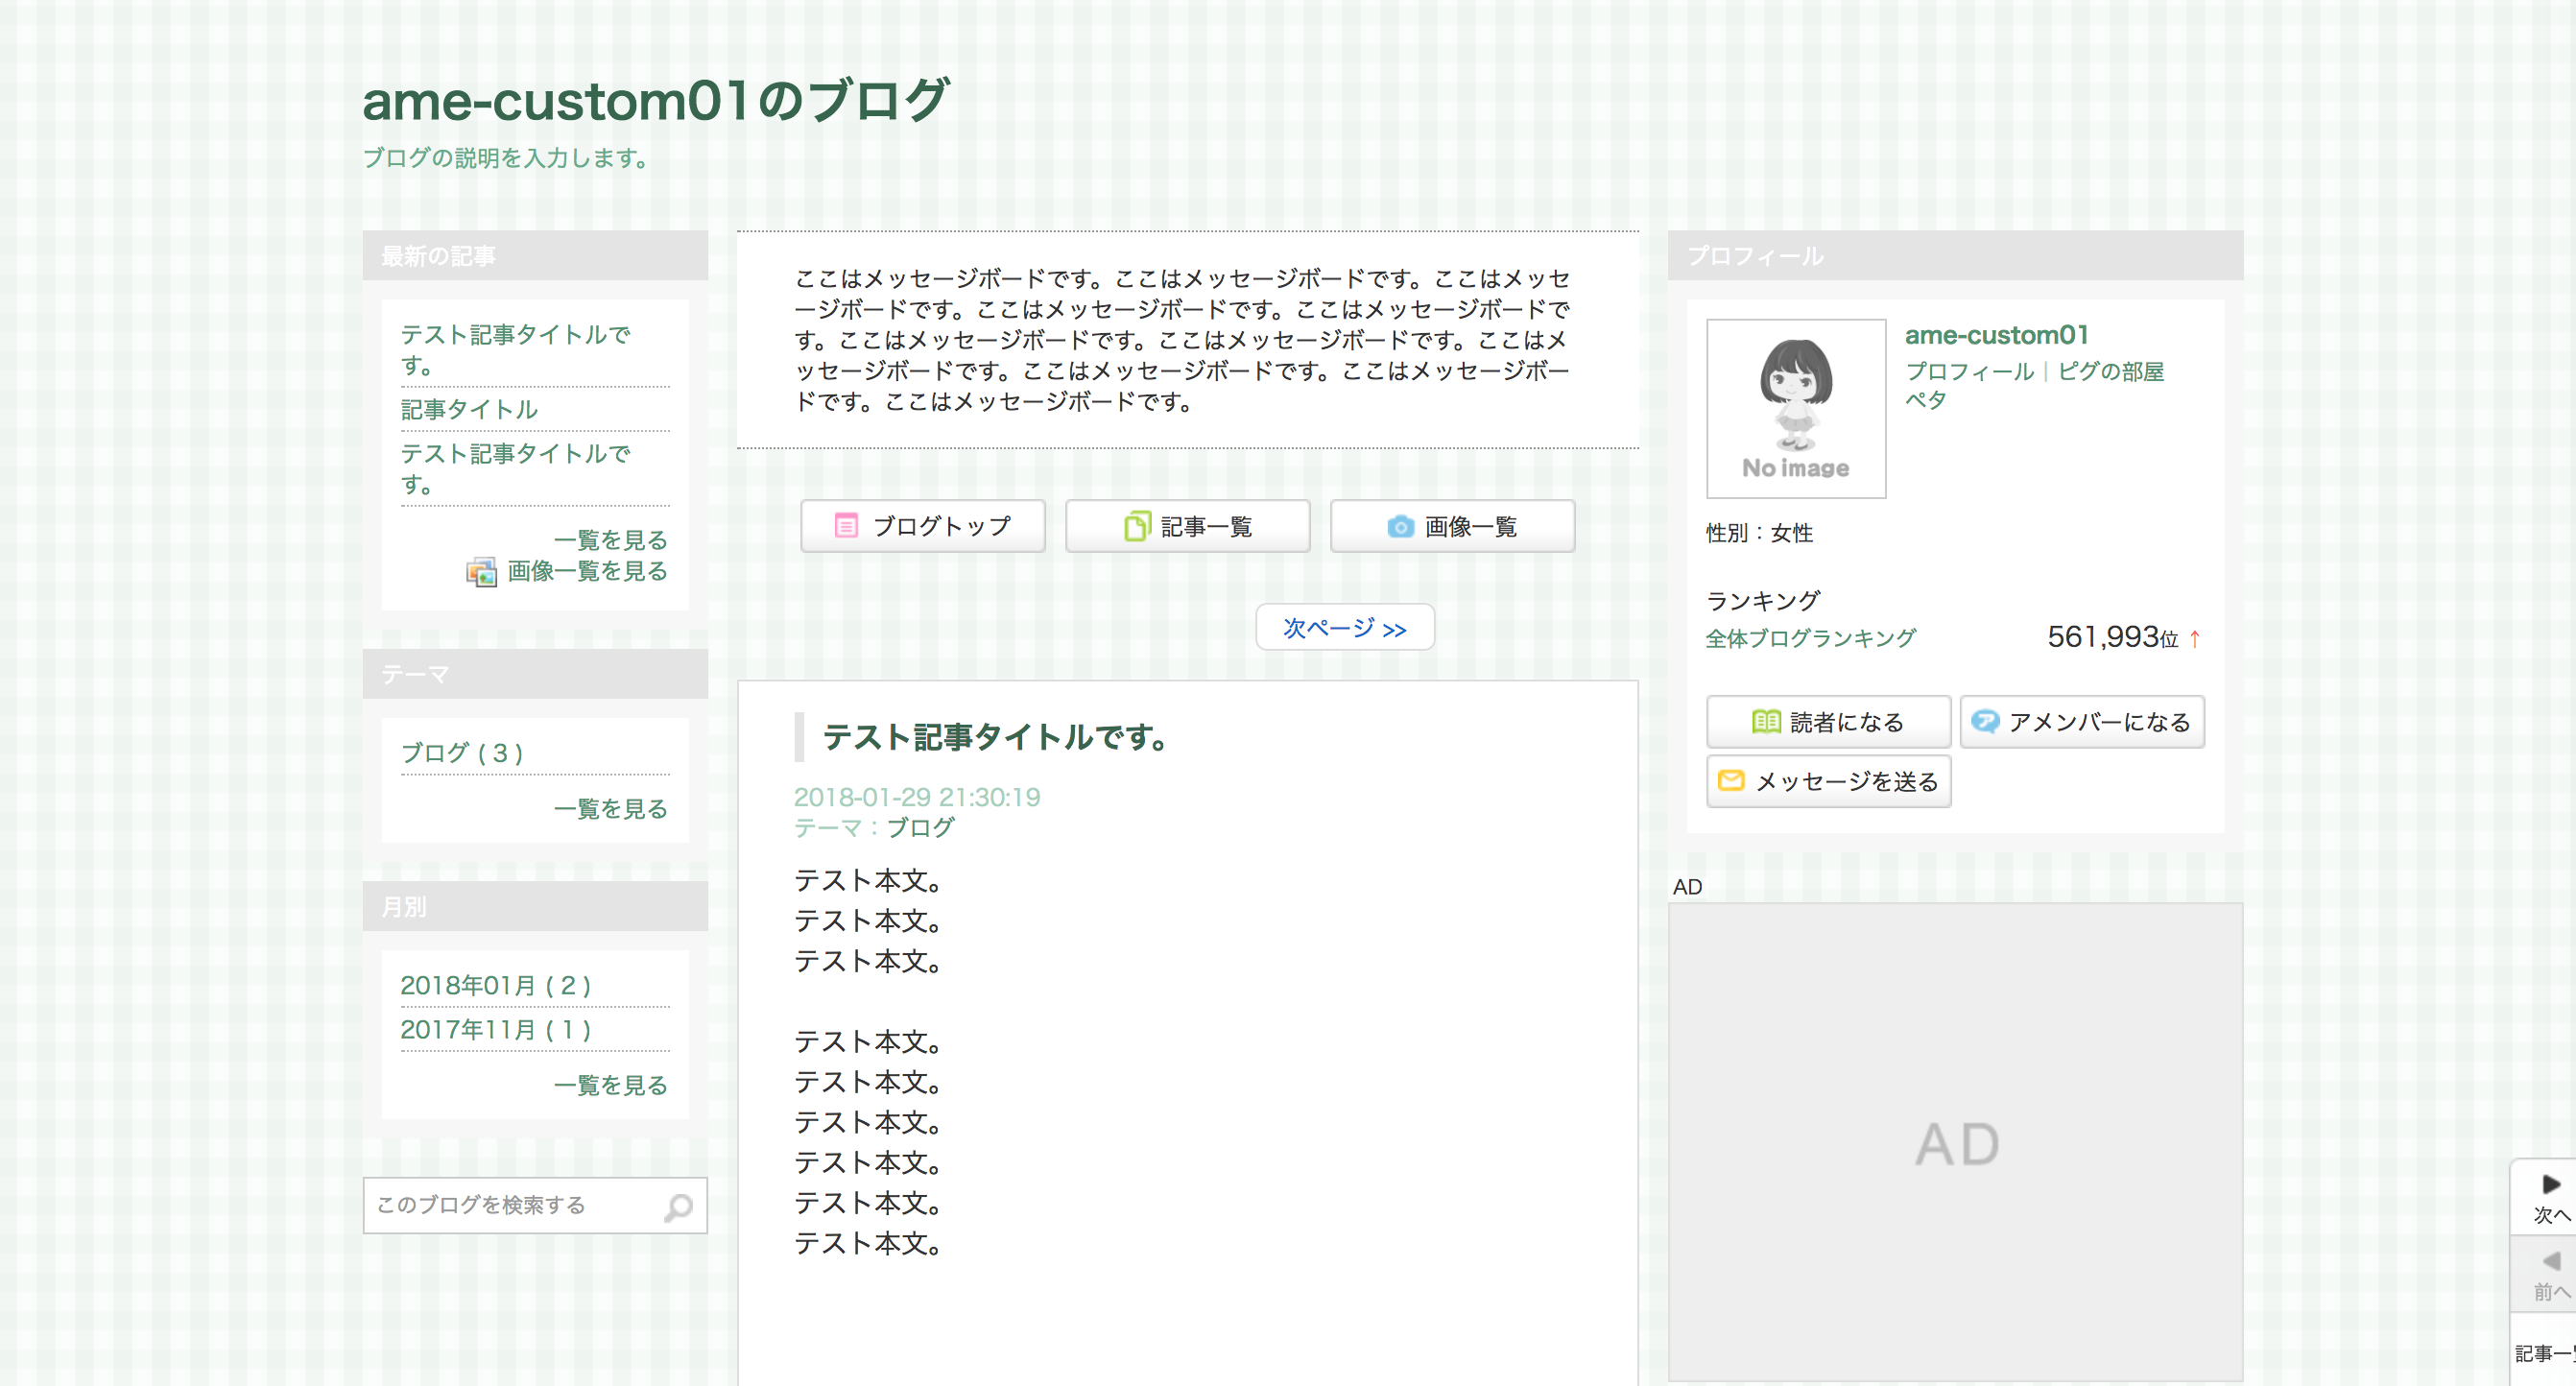 ame-custom01のブログ
ブログの説明を入力します。
最新の記事
テスト記事タイトルで
す。
記事タイトル
テスト記事タイトルで
す。
一覧を見る
画像一覧を見る
テーマ
ブログ ( 3 )
一覧を見る
月別
2018年01月 ( 2 )
2017年11月 ( 1 )
一覧を見る
このブログを検索する
ここはメッセージボードです。ここはメッセージボードです。ここはメッセ
ージボードです。ここはメッセージボードです。ここはメッセージボードで
す。ここはメッセージボードです。ここはメッセージボードです。ここはメ
ッセージボードです。ここはメッセージボードです。ここはメッセージボー
ドです。ここはメッセージボードです。
ブログトップ
記事一覧
画像一覧
次ページ >>
テスト記事タイトルです。
2018-01-29 21:30:19
テーマ：ブログ
テスト本文。
テスト本文。
テスト本文。
テスト本文。
テスト本文。
テスト本文。
テスト本文。
テスト本文。
テスト本文。
プロフィール
No image
ame-custom01
プロフィール｜ピグの部屋
ペタ
性別：女性
ランキング
全体ブログランキング 561,993位 ↑
読者になる
アメンバーになる
メッセージを送る
AD
AD
次へ
前へ
記事一